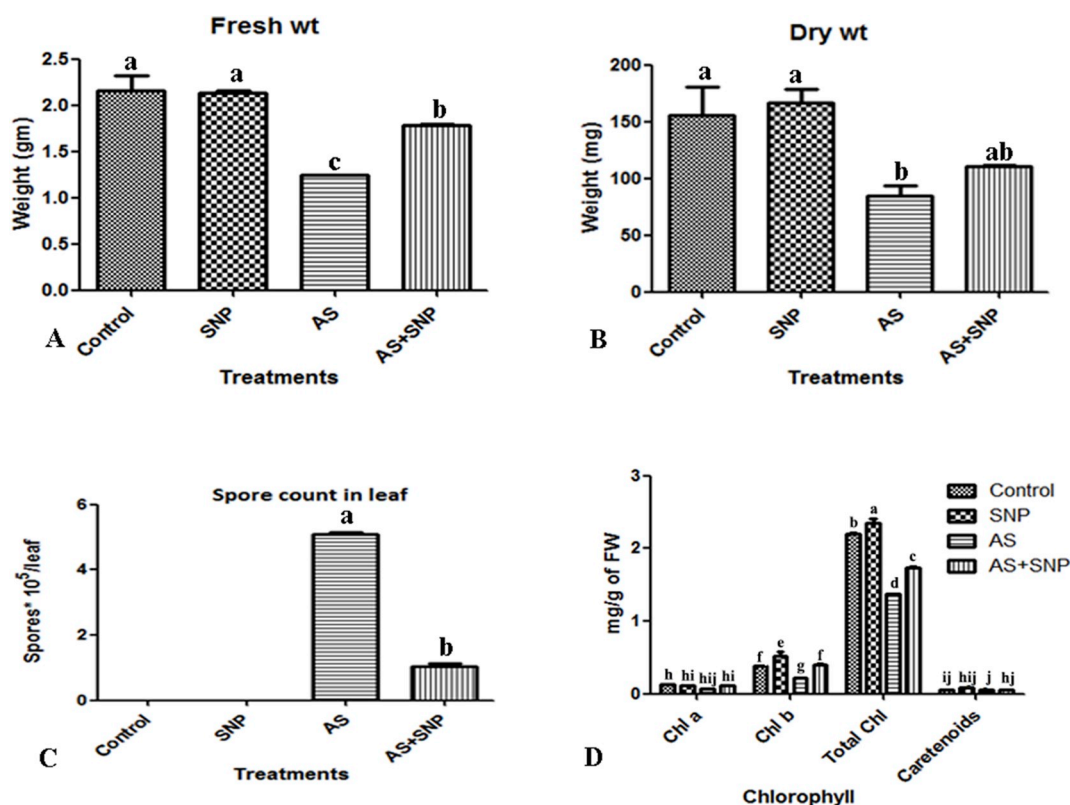 Fresh wt
Weight (gm)
2.5
2.0
1.5
1.0
0.5
0.0
a
a
c
b
Control
SNP
AS
AS+SNP
A
Treatments
Dry wt
Weight (mg)
200
150
100
50
0
a
a
b
ab
Control
SNP
AS
AS+SNP
B
Treatments
Spore count in leaf
Spores* 10^5/leaf
6
4
2
0
a
b
Control
SNP
AS
AS+SNP
C
Treatments
mg/g of FW
3
2
1
0
Control
SNP
AS
AS+SNP
h hi hij hi
f e g f
b a d c
ij hij j hj
Chl a
Chl b
Total Chl
Caretenoids
D
Chlorophyll